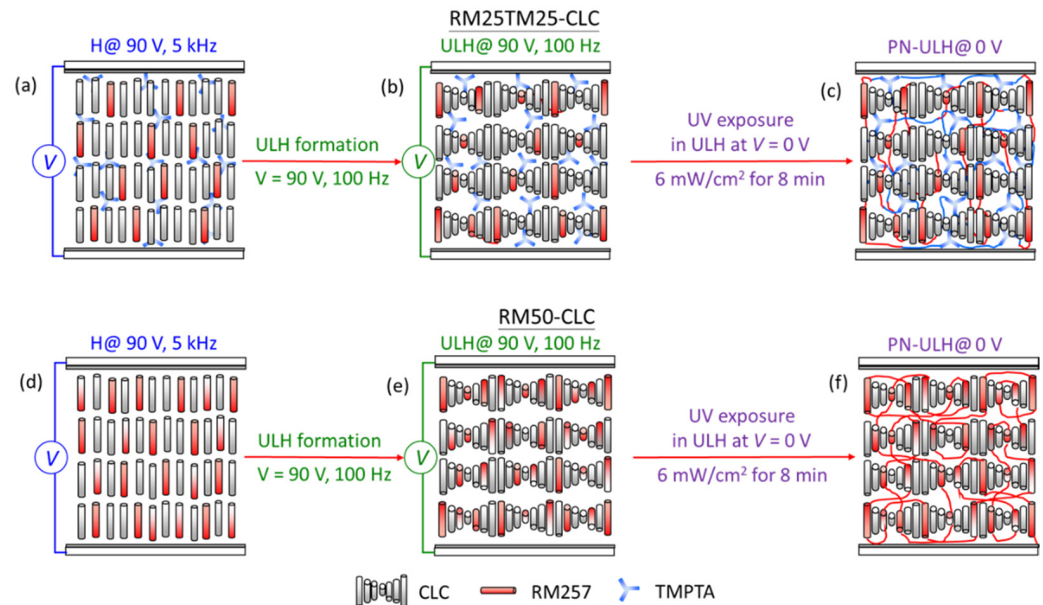 RM25TM25-CLC
H@ 90 V, 5 kHz
ULH@ 90 V, 100 Hz
PN-ULH@ 0 V
(a)
(b)
(c)
V
V
ULH formation
V = 90 V, 100 Hz
UV exposure
in ULH at V = 0 V
6 mW/cm² for 8 min
RM50-CLC
H@ 90 V, 5 kHz
ULH@ 90 V, 100 Hz
PN-ULH@ 0 V
(d)
(e)
(f)
V
V
ULH formation
V = 90 V, 100 Hz
UV exposure
in ULH at V = 0 V
6 mW/cm² for 8 min
CLC
RM257
TMPTA